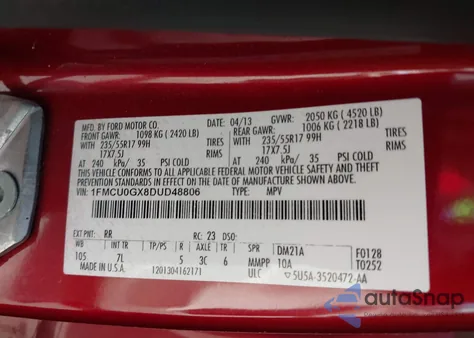 MFD. BY FORD MOTOR CO.
04/13 GVWR: 2050 KG (4520 LB)
FRONT GAWR: 1098 KG (2420 LB) REAR GAWR: 1006 KG (2218 LB)
WITH 235/55R17 99H TIRES WITH 235/55R17 99H TIRES
17X7.5J RIMS 17X7.5J RIMS
AT 240 kPa/ 35 PSI COLD AT 240 kPa/ 35 PSI COLD
THIS VEHICLE CONFORMS TO ALL APPLICABLE FEDERAL MOTOR VEHICLE
SAFETY AND THEFT PREVENTION STANDARDS IN EFFECT ON THE DATE OF
MANUFACTURE SHOWN ABOVE.
VIN: 1FMCU0GX8DUD48806
TYPE: MPV
EXT PNT: RR RC: 23 DSO:
WB BRK INT TR TP/PS R AXLE TR SPR DM21A F0128
105 7L 5 3C 6 MMPP 10A T0252
MADE IN U.S.A. 1201304162171 ULC 5U5A-3520472-AA
autoSnap